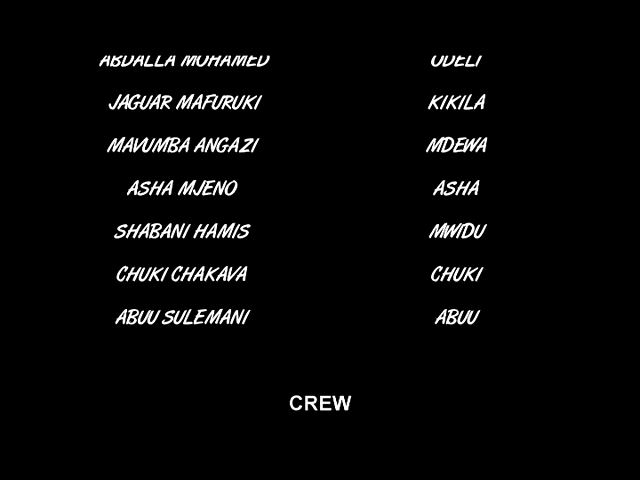 ABDALLA MOHAMED ODELI
JAGUAR MAFURUKI KIKILA
MAVUMBA ANGAZI MDEWA
ASHA MJENO ASHA
SHABANI HAMIS MWIDU
CHUKI CHAKAVA CHUKI
ABUU SULEMANI ABUU
CREW